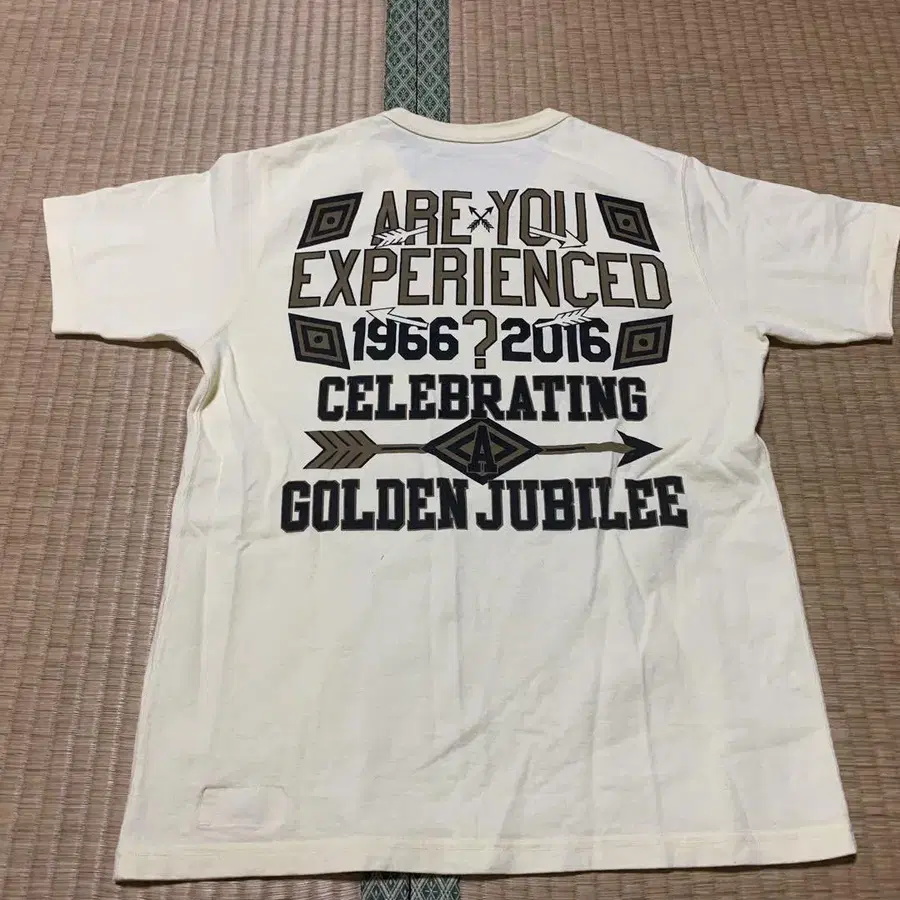 ARE YOU
EXPERIENCED
1966 ? 2016
CELEBRATING
A
GOLDEN JUBILEE